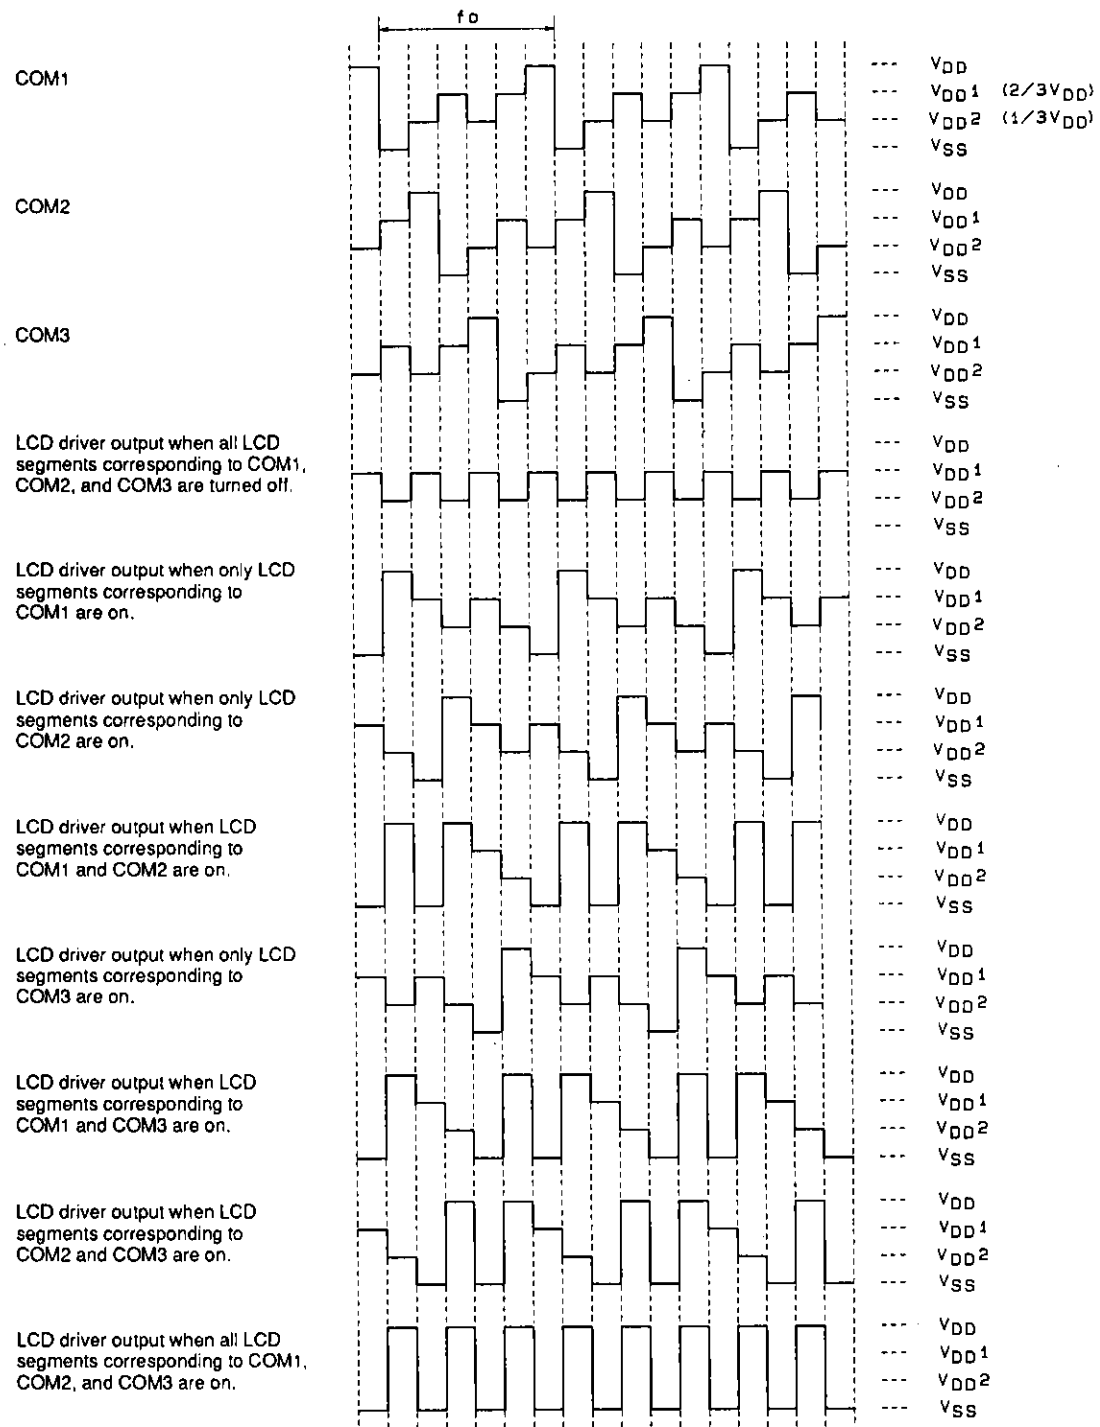 fo
COM1
--- VDD
--- VDD1 (2/3VDD)
--- VDD2 (1/3VDD)
--- VSS
COM2
--- VDD
--- VDD1
--- VDD2
--- VSS
COM3
--- VDD
--- VDD1
--- VDD2
--- VSS
LCD driver output when all LCD
segments corresponding to COM1,
COM2, and COM3 are turned off.
--- VDD
--- VDD1
--- VDD2
--- VSS
LCD driver output when only LCD
segments corresponding to
COM1 are on.
--- VDD
--- VDD1
--- VDD2
--- VSS
LCD driver output when only LCD
segments corresponding to
COM2 are on.
--- VDD
--- VDD1
--- VDD2
--- VSS
LCD driver output when LCD
segments corresponding to
COM1 and COM2 are on.
--- VDD
--- VDD1
--- VDD2
--- VSS
LCD driver output when only LCD
segments corresponding to
COM3 are on.
--- VDD
--- VDD1
--- VDD2
--- VSS
LCD driver output when LCD
segments corresponding to
COM1 and COM3 are on.
--- VDD
--- VDD1
--- VDD2
--- VSS
LCD driver output when LCD
segments corresponding to
COM2 and COM3 are on.
--- VDD
--- VDD1
--- VDD2
--- VSS
LCD driver output when all LCD
segments corresponding to COM1,
COM2, and COM3 are on.
--- VDD
--- VDD1
--- VDD2
--- VSS